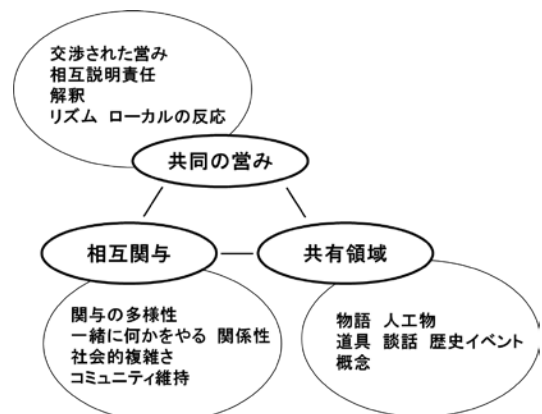 交渉された営み
相互説明責任
解釈
リズム ローカルの反応
共同の営み
相互関与
共有領域
関与の多様性
一緒に何かをやる 関係性
社会的複雑さ
コミュニティ維持
物語 人工物
道具 談話 歴史イベント
概念